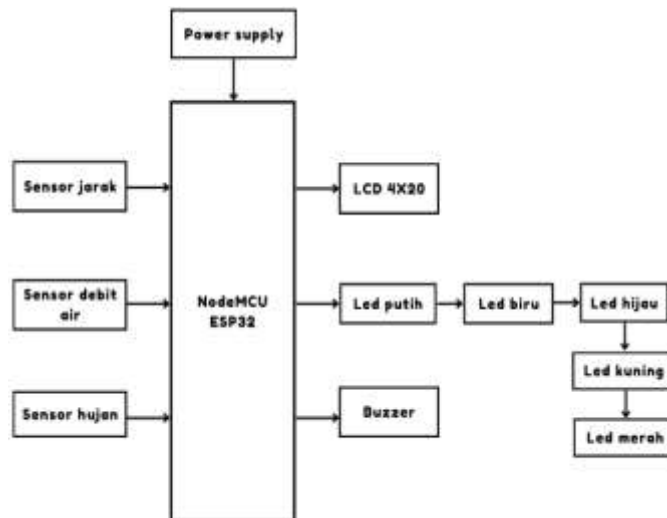 Power supply
Sensor jarak
LCD 4X20
Sensor debit
air
NodeMCU
ESP32
Led putih
Led biru
Led hijau
Led kuning
Sensor hujan
Buzzer
Led merah